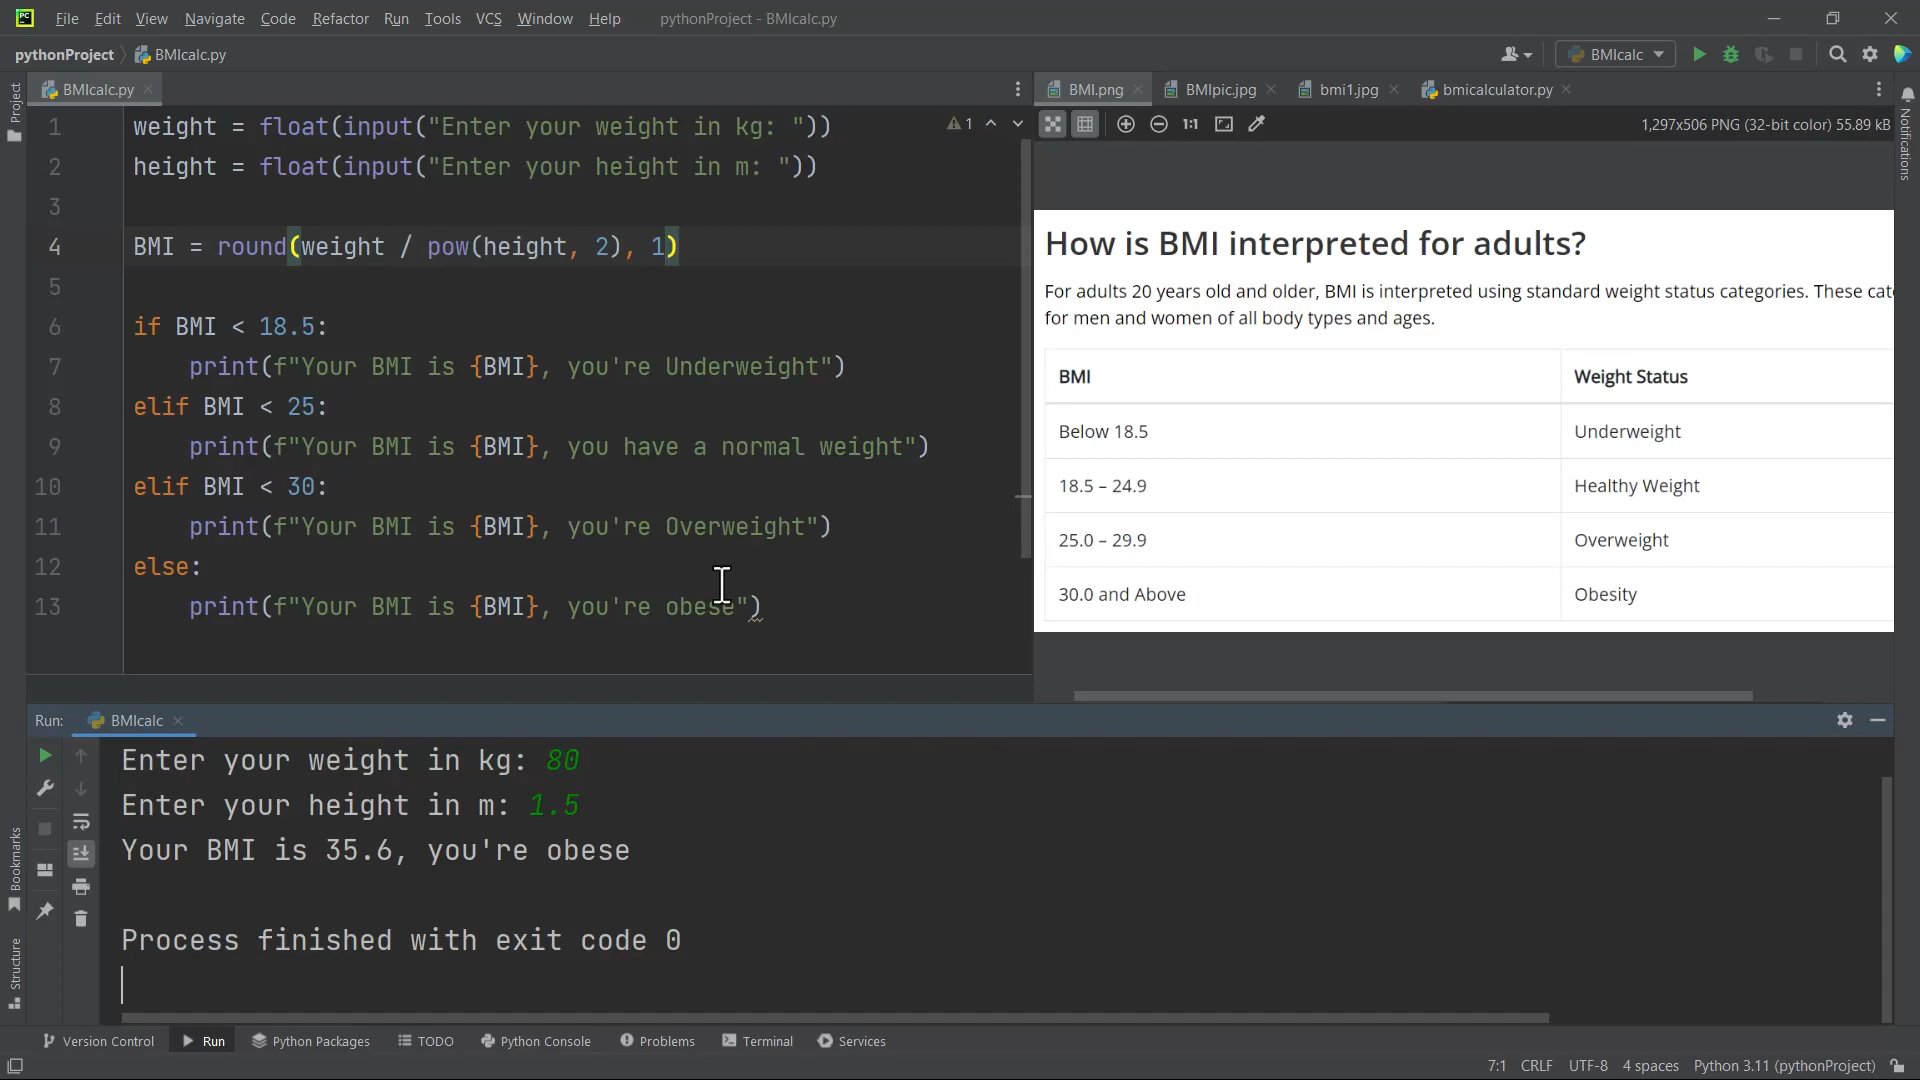 File Edit View Navigate Code Refactor Run Tools VCS Window Help pythonProject - BMIcalc.py
pythonProject BMIcalc.py
BMIcalc
Project
BMIcalc.py
1 weight = float(input("Enter your weight in kg: "))
2 height = float(input("Enter your height in m: "))
3
4 BMI = round(weight / pow(height, 2), 1)
5
6 if BMI < 18.5:
7 print(f"Your BMI is {BMI}, you're Underweight")
8 elif BMI < 25:
9 print(f"Your BMI is {BMI}, you have a normal weight")
10 elif BMI < 30:
11 print(f"Your BMI is {BMI}, you're Overweight")
12 else:
13 print(f"Your BMI is {BMI}, you're obese")
1
BMI.png BMIpic.jpg bmi1.jpg bmicalculator.py
1:1 1,297x506 PNG (32-bit color) 55.89 kB
Notifications
How is BMI interpreted for adults?
For adults 20 years old and older, BMI is interpreted using standard weight status categories. These
for men and women of all body types and ages.
BMI Weight Status
Below 18.5 Underweight
18.5 – 24.9 Healthy Weight
25.0 – 29.9 Overweight
30.0 and Above Obesity
Run: BMIcalc
Enter your weight in kg: 80
Enter your height in m: 1.5
Your BMI is 35.6, you're obese
Process finished with exit code 0
Bookmarks
Structure
Version Control Run Python Packages TODO Python Console Problems Terminal Services
7:1 CRLF UTF-8 4 spaces Python 3.11 (pythonProject)